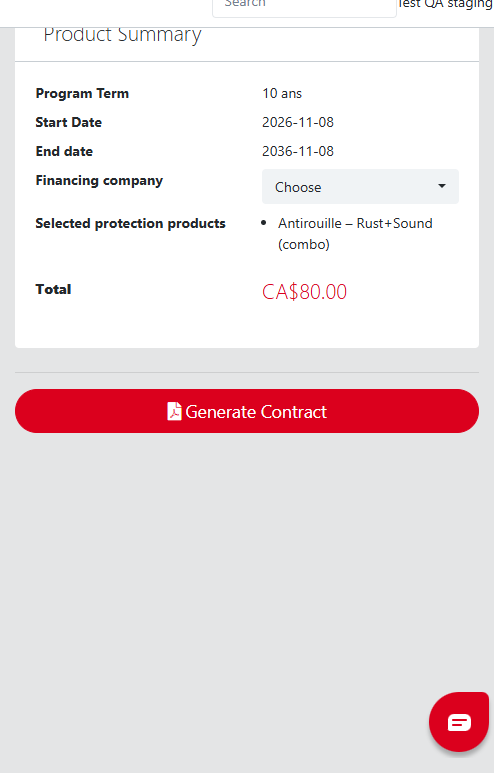 Search
Test QA staging
Product Summary
Program Term 10 ans
Start Date 2026-11-08
End date 2036-11-08
Financing company Choose
Selected protection products • Antirouille – Rust+Sound
(combo)
Total CA$80.00
Generate Contract